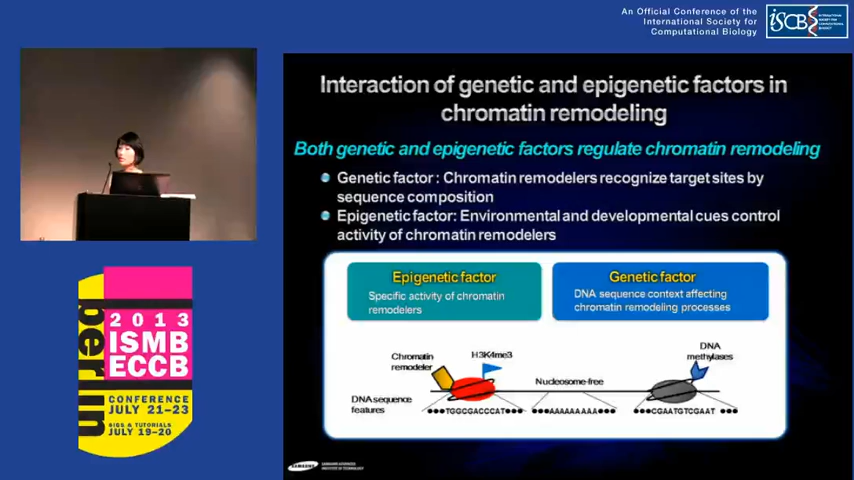 An Official Conference of the
International Society for
Computational Biology
ISCB
Interaction of genetic and epigenetic factors in
chromatin remodeling
Both genetic and epigenetic factors regulate chromatin remodeling
Genetic factor : Chromatin remodelers recognize target sites by
sequence composition
Epigenetic factor: Environmental and developmental cues control
activity of chromatin remodelers
Epigenetic factor
Specific activity of chromatin
remodelers
Genetic factor
DNA sequence context affecting
chromatin remodeling processes
Chromatin
remodeler
H3K4me3
Nucleosome-free
DNA
methylases
DNA sequence
features
●●●TGGCGACCCAT●●●
●●●AAAAAAAAA●●●
●●●CGAATGTCGAAT ●●●
berlin
2013
ISMB
ECCB
CONFERENCE
JULY 21-23
SIGS & TUTORIALS
JULY 19-20
SAMSUNG